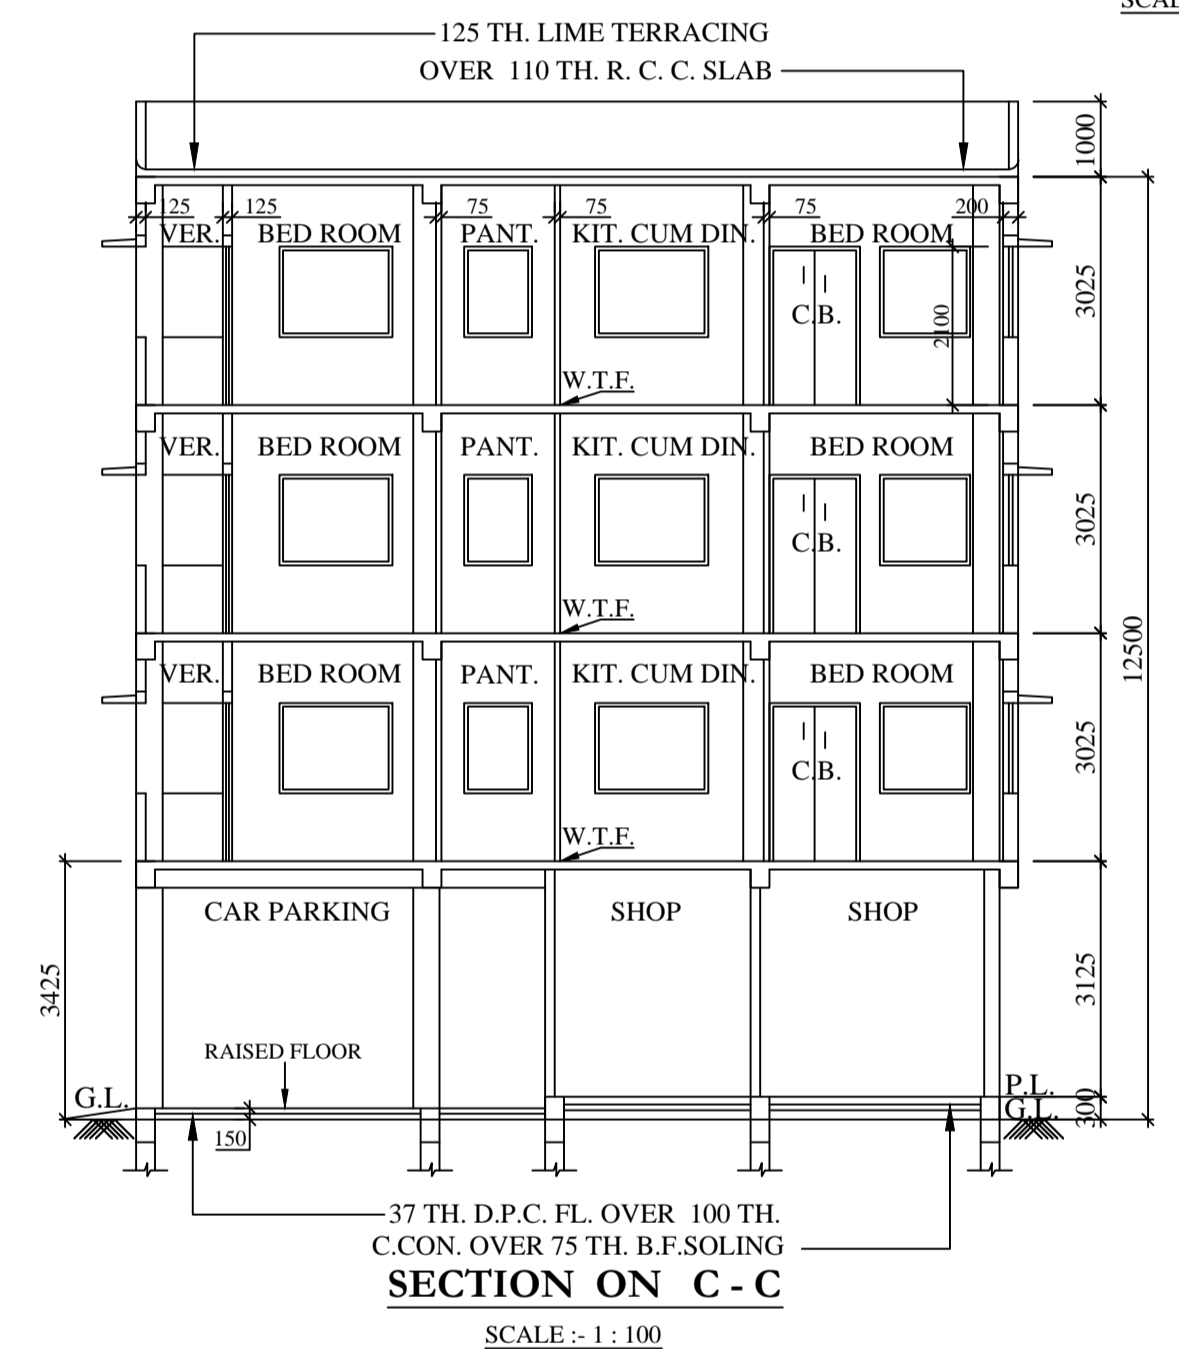 SCAL
125 TH. LIME TERRACING
OVER 110 TH. R. C. C. SLAB
1000
125
125
75
75
75
200
VER.
BED ROOM
PANT.
KIT. CUM DIN.
BED ROOM
C.B.
2100
3025
W.T.F.
VER.
BED ROOM
PANT.
KIT. CUM DIN.
BED ROOM
C.B.
3025
W.T.F.
12500
VER.
BED ROOM
PANT.
KIT. CUM DIN.
BED ROOM
C.B.
3025
W.T.F.
CAR PARKING
SHOP
SHOP
3425
3125
RAISED FLOOR
G.L.
P.L.
G.L.
300
150
37 TH. D.P.C. FL. OVER 100 TH.
C.CON. OVER 75 TH. B.F.SOLING
SECTION ON C - C
SCALE :- 1 : 100